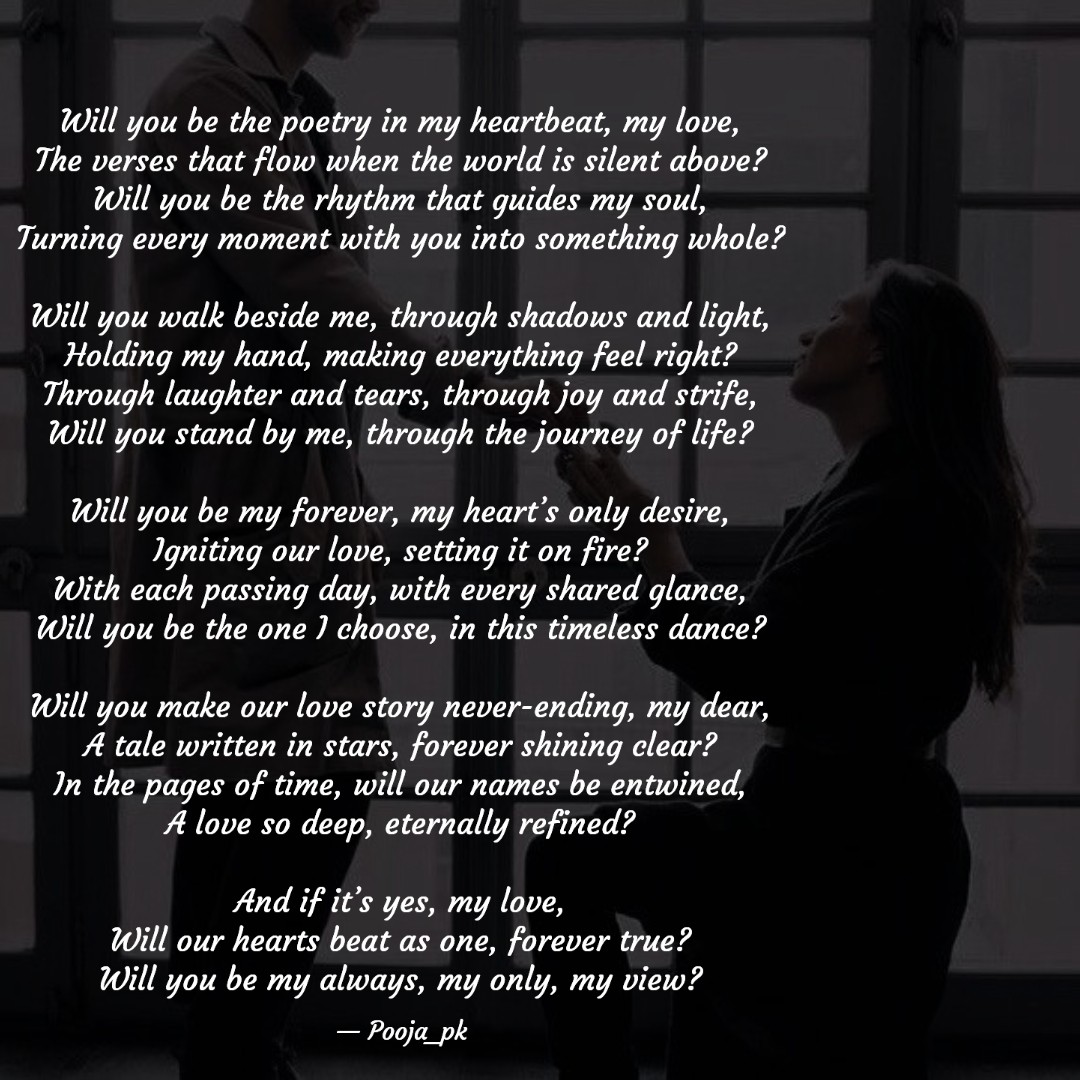 Will you be the poetry in my heartbeat, my love,
The verses that flow when the world is silent above?
Will you be the rhythm that guides my soul,
Turning every moment with you into something whole?
Will you walk beside me, through shadows and light,
Holding my hand, making everything feel right?
Through laughter and tears, through joy and strife,
Will you stand by me, through the journey of life?
Will you be my forever, my heart’s only desire,
Igniting our love, setting it on fire?
With each passing day, with every shared glance,
Will you be the one I choose, in this timeless dance?
Will you make our love story never-ending, my dear,
A tale written in stars, forever shining clear?
In the pages of time, will our names be entwined,
A love so deep, eternally refined?
And if it’s yes, my love,
Will our hearts beat as one, forever true?
Will you be my always, my only, my view?
— Pooja_pk